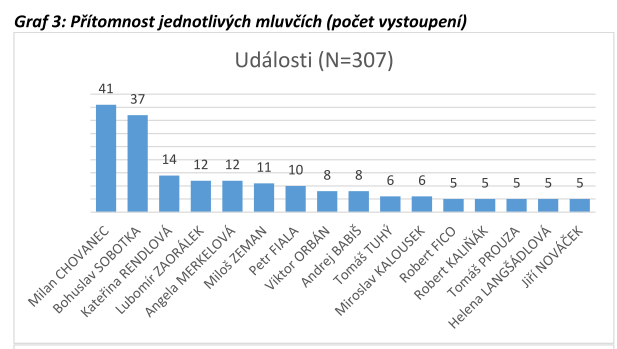 Graf 3: Přítomnost jednotlivých mluvčích (počet vystoupení)
Události (N=307)
41
37
14
12
12
11
10
8
8
6
6
5
5
5
5
5
Milan CHOVANEC
Bohuslav SOBOTKA
Kateřina RENDLOVÁ
Lubomír ZAORÁLEK
Angela MERKELOVÁ
Miloš ZEMAN
Petr FIALA
Viktor ORBÁN
Andrej BABIŠ
Tomáš TUHÝ
Miroslav KALOUSEK
Robert FICO
Robert KALIŇÁK
Tomáš PROUZA
Helena LANGŠÁDLOVÁ
Jiří NOVÁČEK